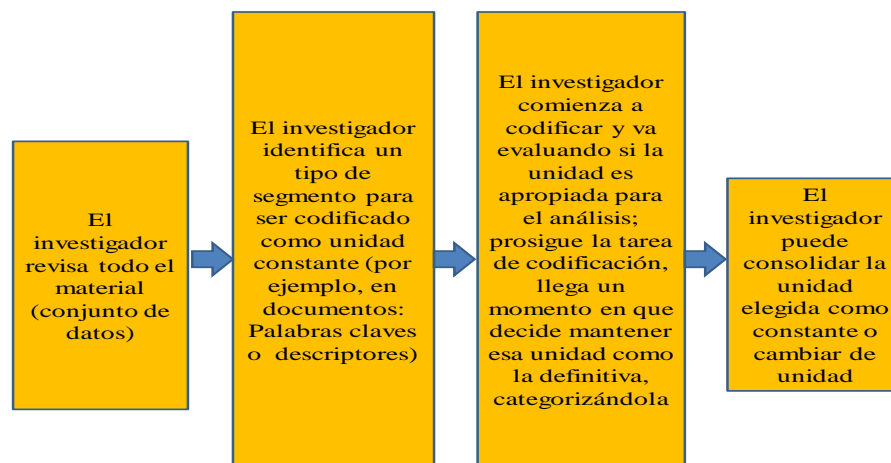 El
investigador
revisa todo el
material
(conjunto de
datos)
El investigador
identifica un
tipo de
segmento para
ser codificado
como unidad
constante (por
ejemplo, en
documentos:
Palabras claves
o descriptores)
El investigador
comienza a
codificar y va
evaluando si la
unidad es
apropiada para
el análisis;
prosigue la tarea
de codificación,
llega un
momento en que
decide mantener
esa unidad como
la definitiva,
categorizándola
El
investigador
puede
consolidar la
unidad
elegida como
constante o
cambiar de
unidad